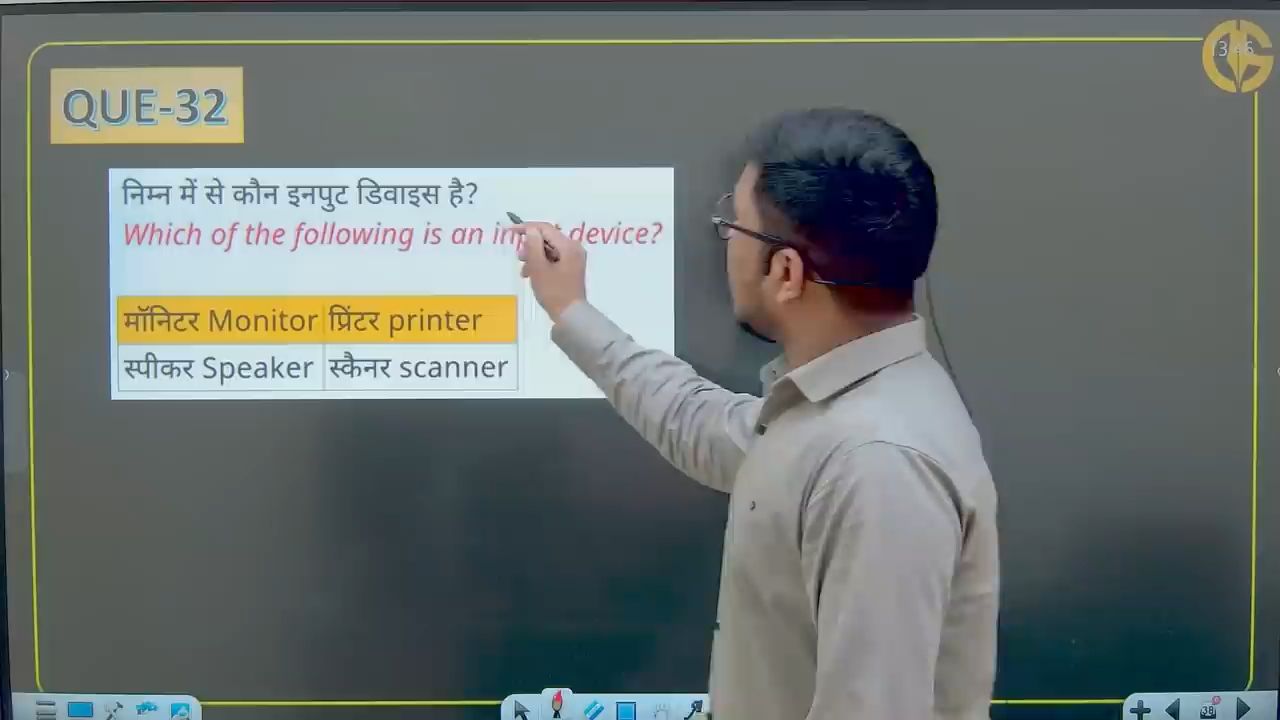 QUE-32
निम्न में से कौन इनपुट डिवाइस है?
Which of the following is an device?
मॉनिटर Monitor प्रिंटर printer
स्पीकर Speaker स्कैनर scanner
38